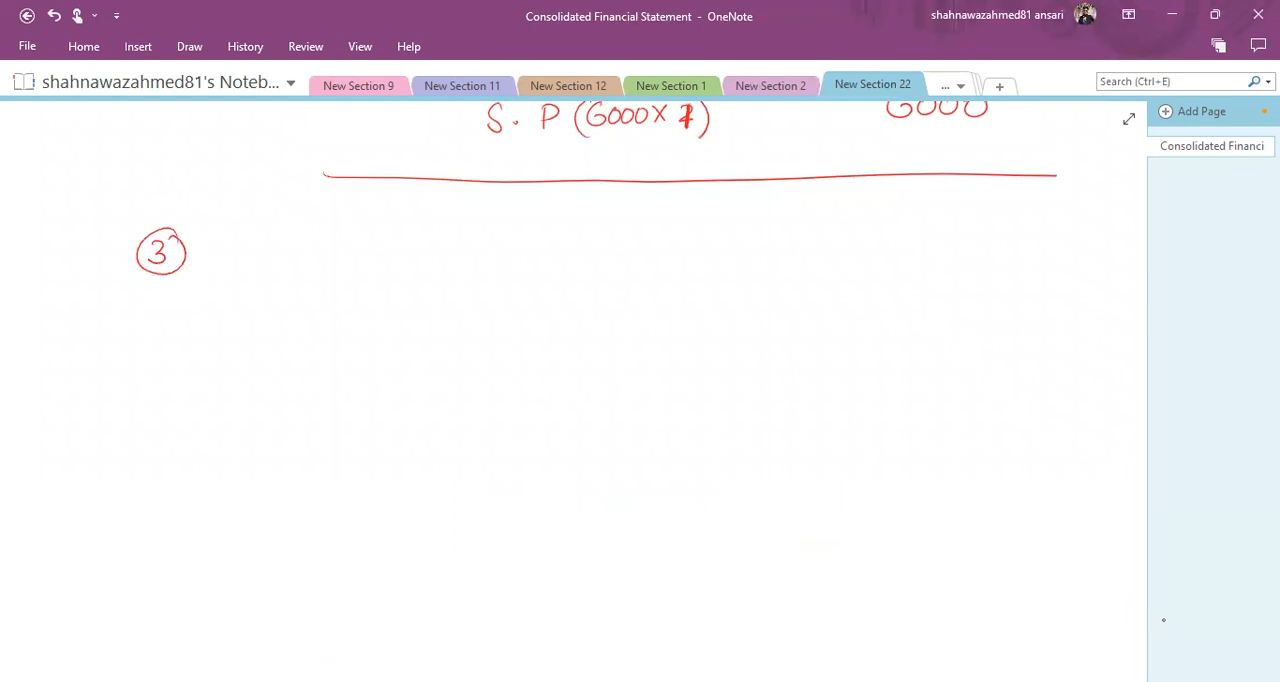 Consolidated Financial Statement - OneNote
shahnawazahmed81 ansari
File Home Insert Draw History Review View Help
shahnawazahmed81's Noteb...
New Section 9 New Section 11 New Section 12 New Section 1 New Section 2 New Section 22 ...
Search (Ctrl+E)
Add Page
Consolidated Financi
S. P (6000 x 1) 6000
3